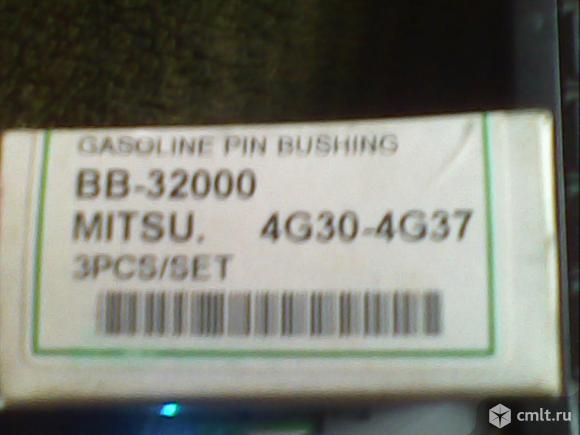 GASOLINE PIN BUSHING
BB-32000
MITSU. 4G30-4G37
3PCS/SET
cmlt.ru